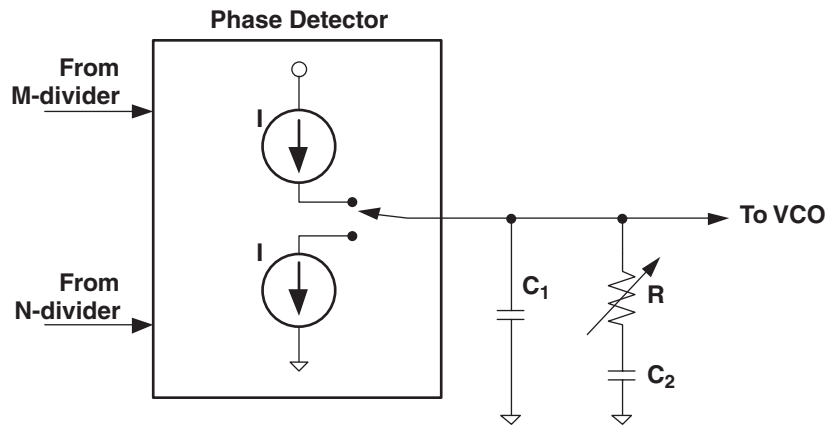 Phase Detector
From
M-divider
I
To VCO
I
C1
R
From
N-divider
C2